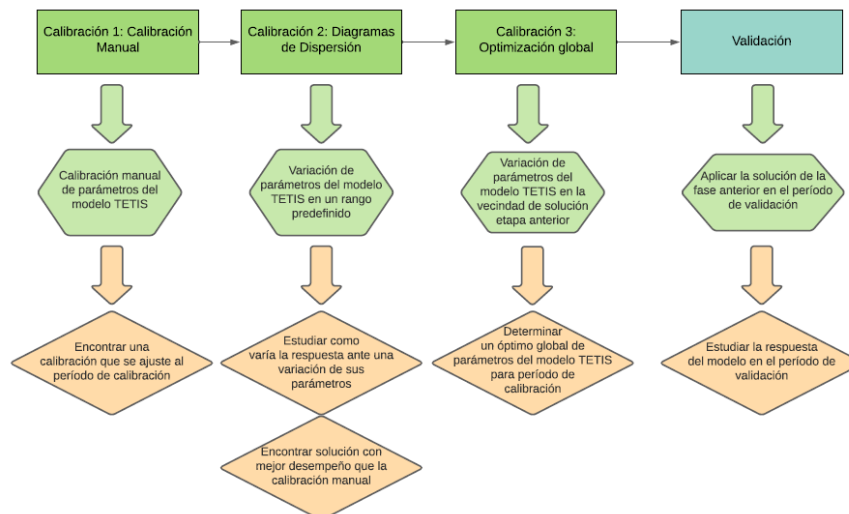 Calibración 1: Calibración
Manual
Calibración 2: Diagramas
de Dispersión
Calibración 3:
Optimización global
Validación
Calibración manual
de parámetros del
modelo TETIS
Variación de
parámetros del modelo
TETIS en un rango
predefinido
Variación de
parámetros del
modelo TETIS en la
vecindad de solución
etapa anterior
Aplicar la solución de la
fase anterior en el período
de validación
Encontrar una
calibración que se ajuste al
período de calibración
Estudiar como
varía la respuesta ante una
variación de sus
parámetros
Determinar
un óptimo global de
parámetros del modelo TETIS
para período de
calibración
Estudiar la respuesta
del modelo en el período de
validación
Encontrar solución con
mejor desempeño que la
calibración manual